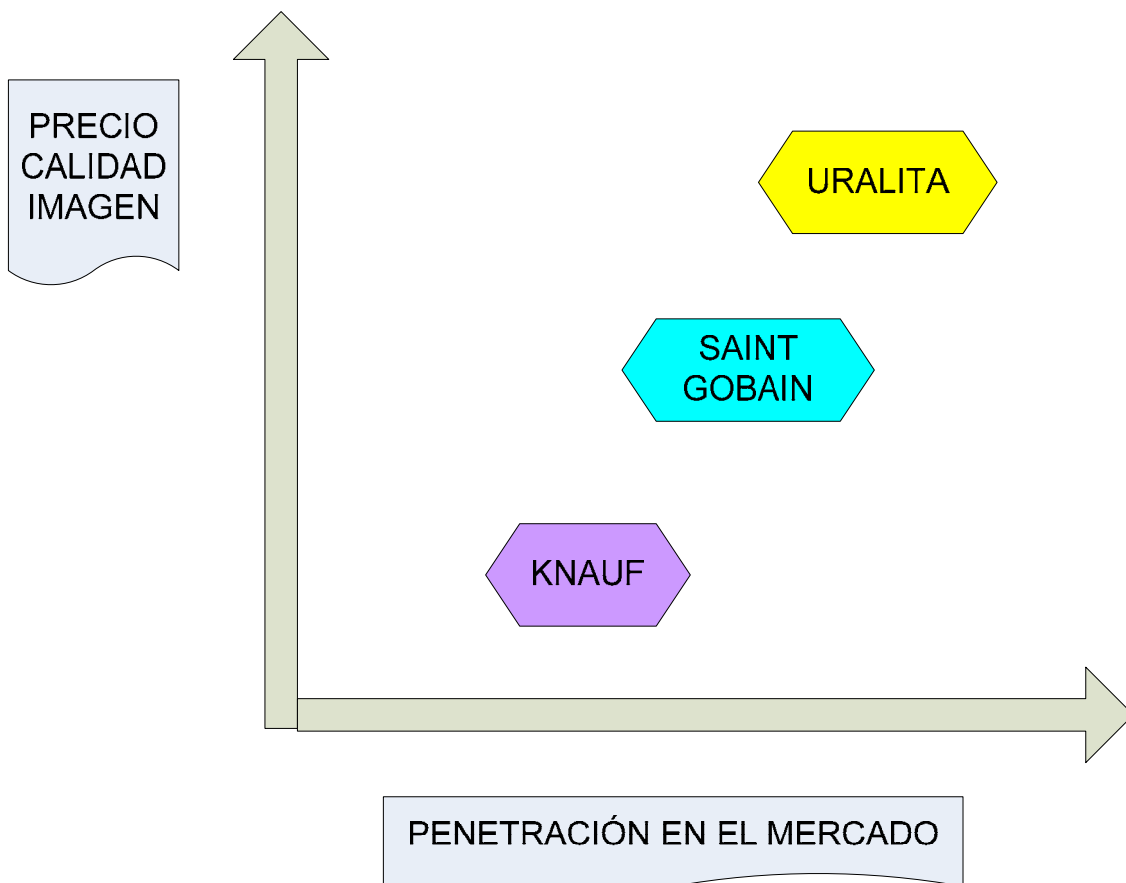 PRECIO
CALIDAD
IMAGEN
URALITA
SAINT
GOBAIN
KNAUF
PENETRACIÓN EN EL MERCADO